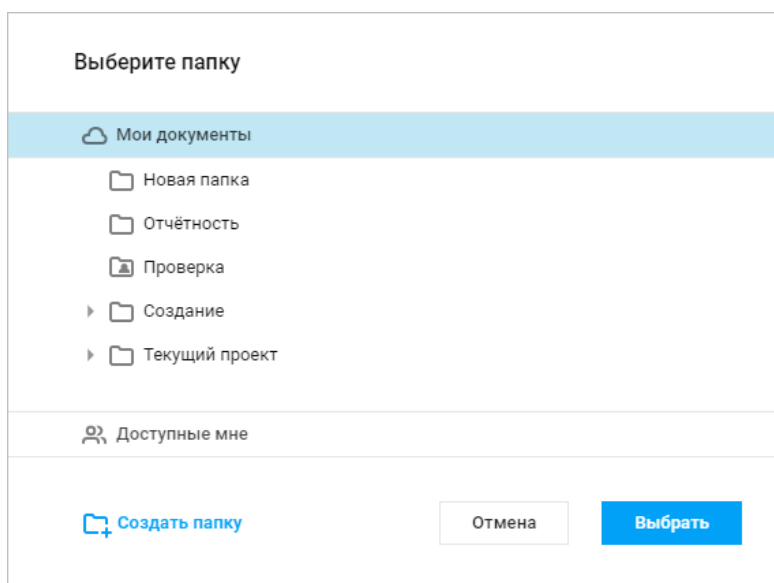 Выберите папку
Мои документы
Новая папка
Отчётность
Проверка
Создание
Текущий проект
Доступные мне
Создать папку
Отмена
Выбрать